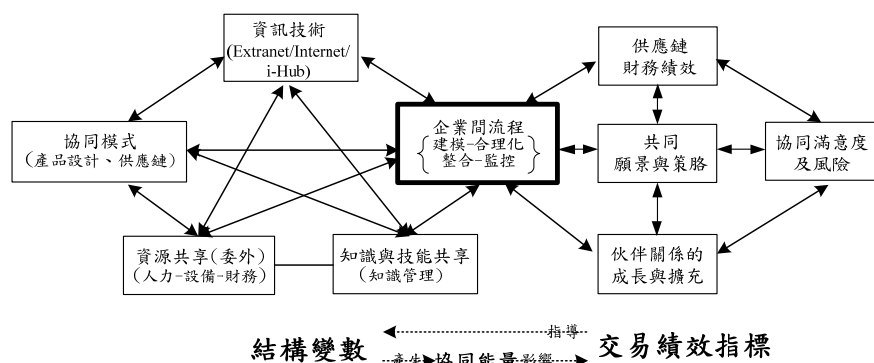 資訊技術
(Extranet/Internet/
i-Hub)
供應鏈
財務績效
協同模式
(產品設計、供應鏈)
企業間流程
建模-合理化
整合-監控
共同
願景與策略
協同滿意度
及風險
資源共享(委外)
(人力-設備-財務)
知識與技能共享
(知識管理)
伙伴關係的
成長與擴充
指導
結構變數
交易績效指標
產生 協同能量 影響